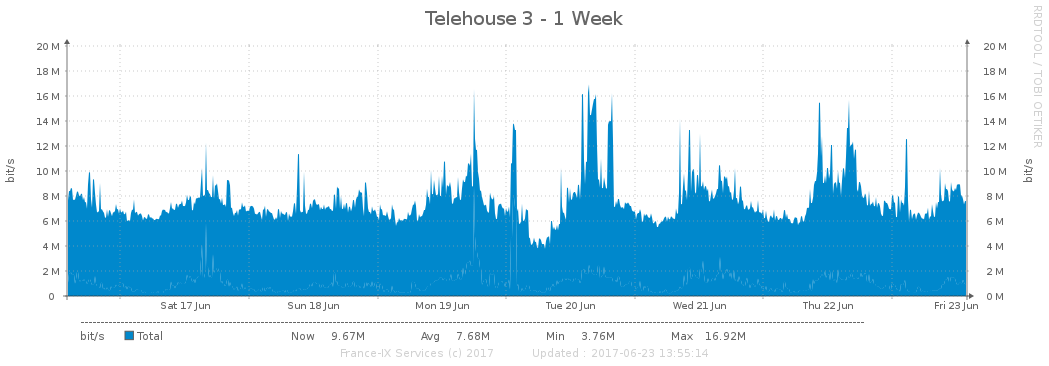 Telehouse 3 - 1 Week
RRDTOOL / TOBI OETIKER
bit/s
20 M 20 M
18 M 18 M
16 M 16 M
14 M 14 M
12 M 12 M
10 M 10 M
8 M 8 M
6 M 6 M
4 M 4 M
2 M 2 M
0 0 M
bit/s
Sat 17 Jun Sun 18 Jun Mon 19 Jun Tue 20 Jun Wed 21 Jun Thu 22 Jun Fri 23 Jun
bit/s Total Now 9.67M Avg 7.68M Min 3.76M Max 16.92M
France-IX Services (c) 2017 Updated : 2017-06-23 13:55:14